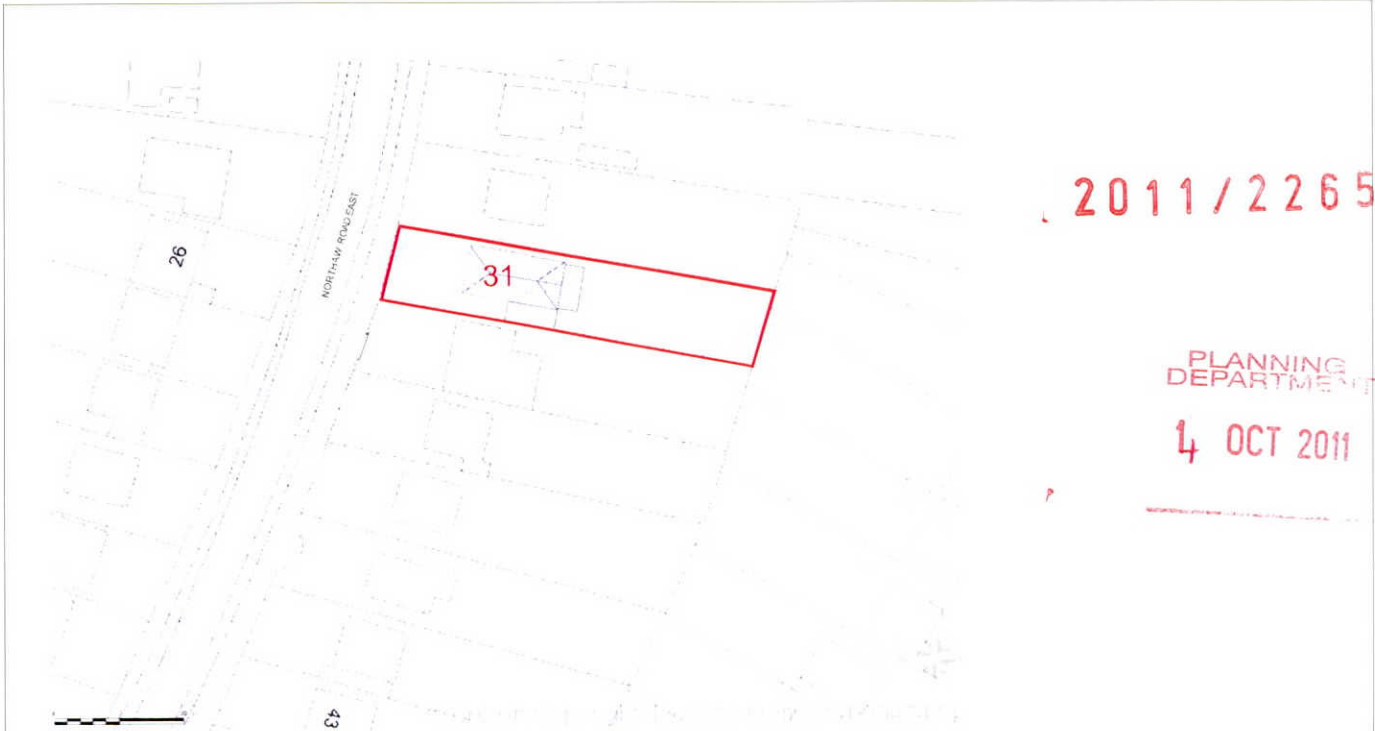 2011/2265
26
NORTHAW ROAD EAST
31
PLANNING
DEPARTMENT
4 OCT 2011
43